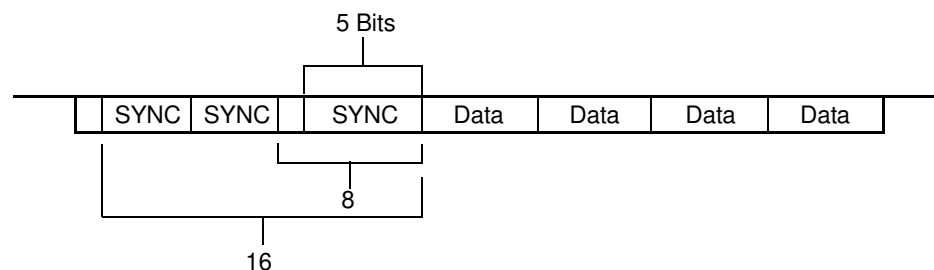 5 Bits
SYNC SYNC SYNC Data Data Data Data
8
16